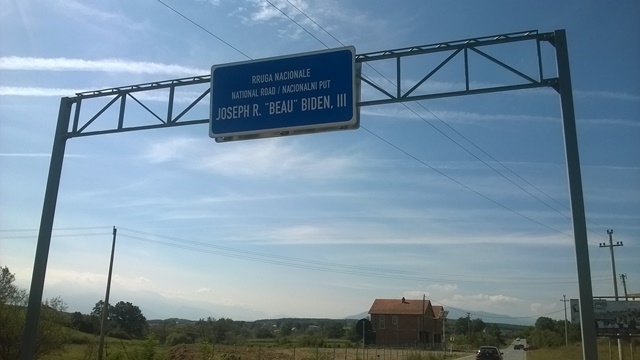 RRUGA NACIONALE
NATIONAL ROAD / NACIONALNI PUT
JOSEPH R. "BEAU" BIDEN, III